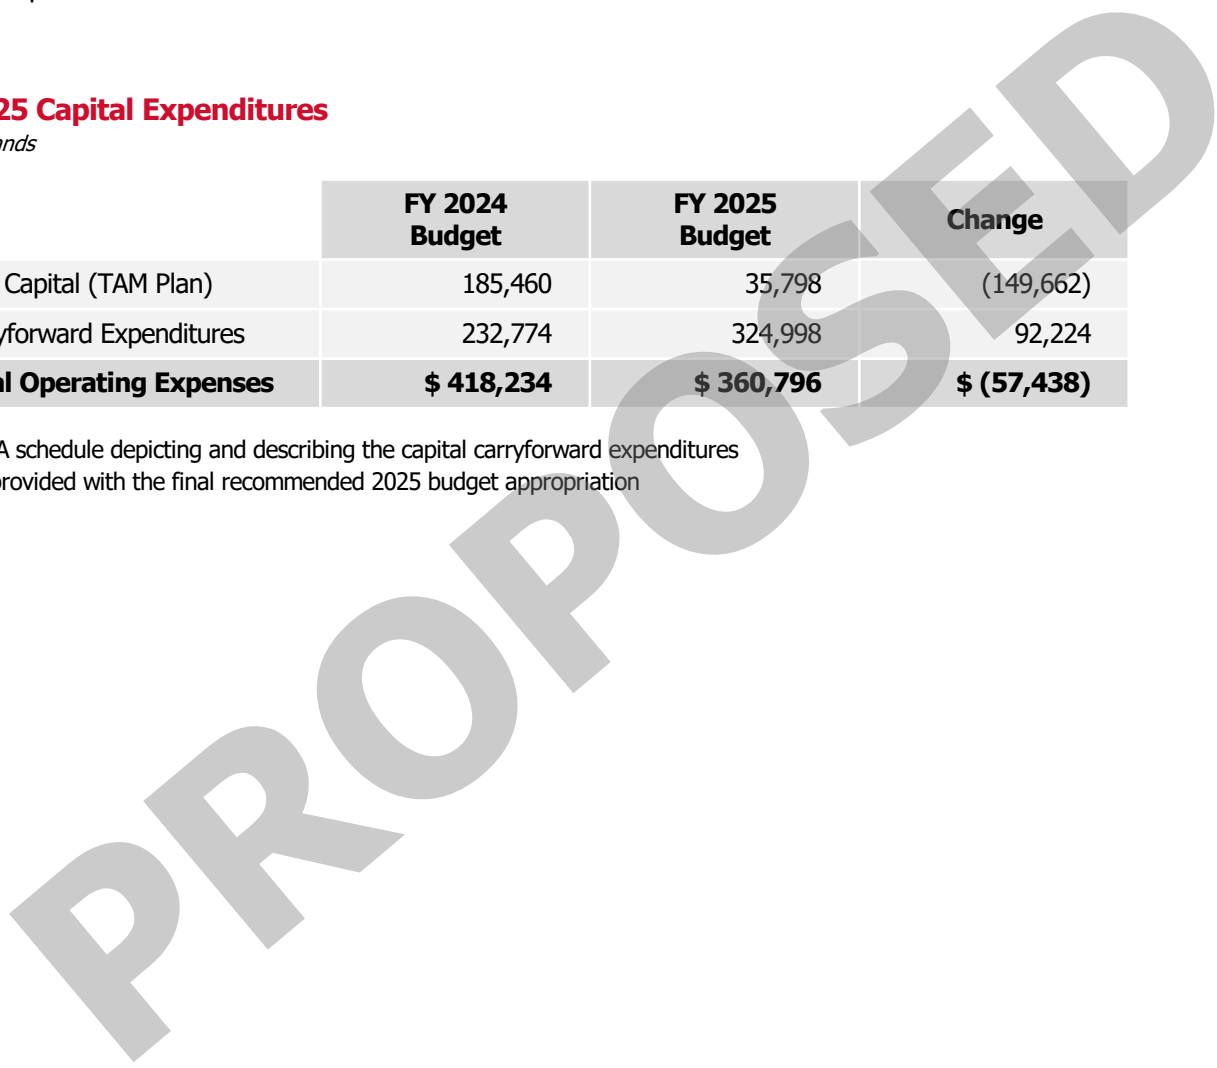 25 Capital Expenditures
nds
FY 2024 Budget FY 2025 Budget Change
Capital (TAM Plan) 185,460 35,798 (149,662)
yforward Expenditures 232,774 324,998 92,224
al Operating Expenses $ 418,234 $ 360,796 $ (57,438)
A schedule depicting and describing the capital carryforward expenditures
provided with the final recommended 2025 budget appropriation
PROPOSED